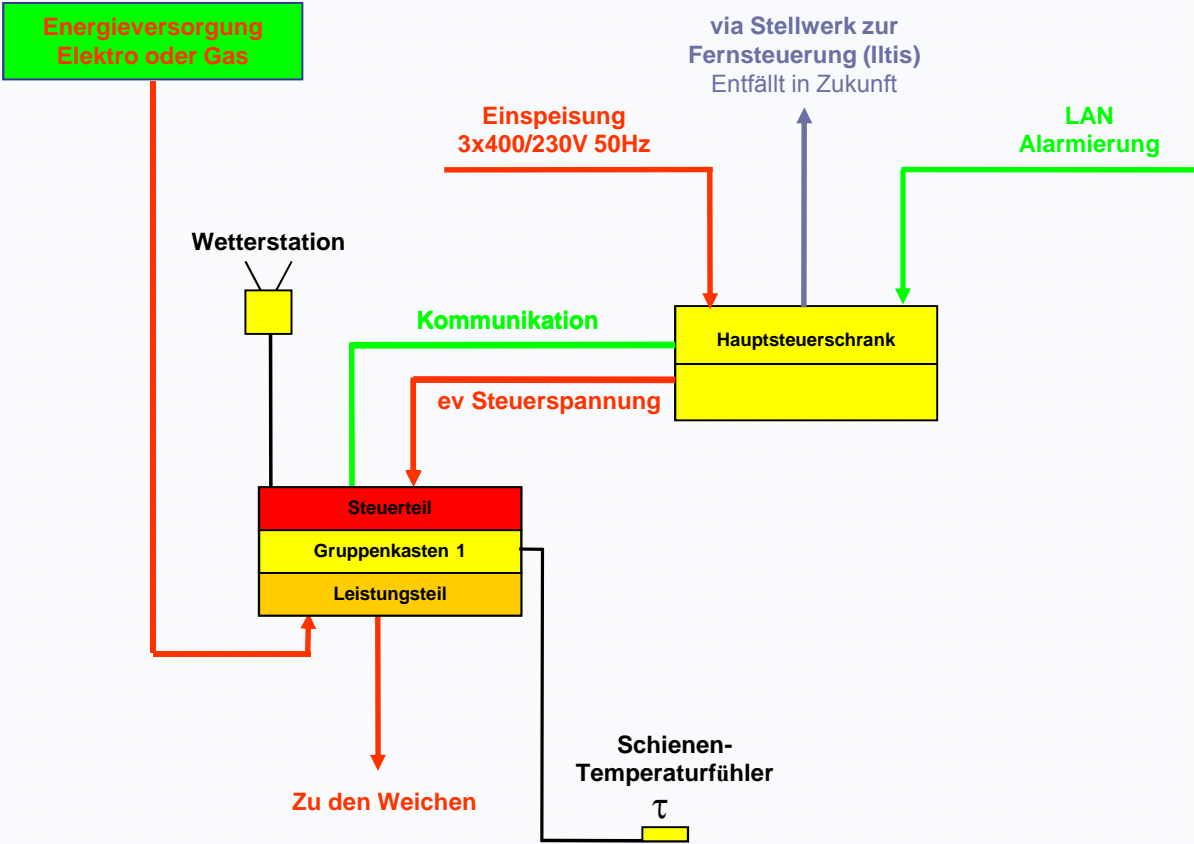 Energieversorgung
Elektro oder Gas
via Stellwerk zur
Fernsteuerung (Iltis)
Entfällt in Zukunft
Einspeisung
3x400/230V 50Hz
LAN
Alarmierung
Wetterstation
Kommunikation
Hauptsteuerschrank
ev Steuerspannung
Steuerteil
Gruppenkasten 1
Leistungsteil
Schienen-
Temperaturfühler
τ
Zu den Weichen